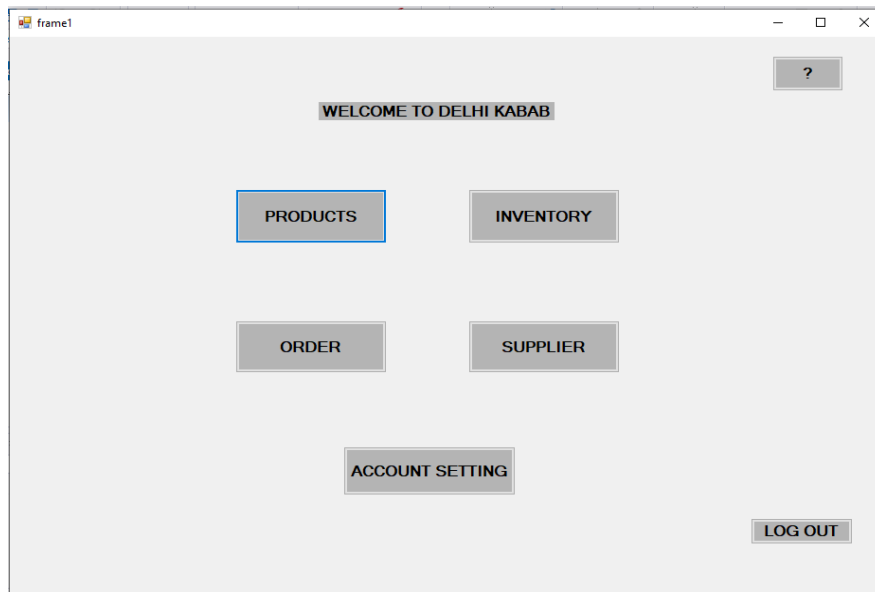 frame1
?
WELCOME TO DELHI KABAB
PRODUCTS
INVENTORY
ORDER
SUPPLIER
ACCOUNT SETTING
LOG OUT